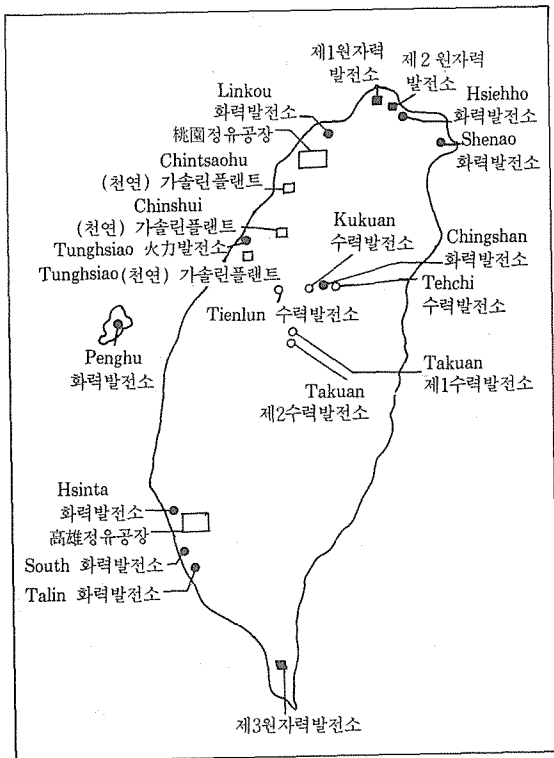 제1원자력
발전소
제2 원자력
발전소
Linkou
화력발전소
Hsiehho
화력발전소
桃園정유공장
Shenao
화력발전소
Chintsaohu
(천연) 가솔린플랜트
Chinshui
(천연) 가솔린플랜트
Tunghsiao 火力발전소
Tunghsiao (천연) 가솔린플랜트
Kukuan
수력발전소
Chingshan
화력발전소
Tehchi
수력발전소
Tienlun 수력발전소
Penghu
화력발전소
Takuan
제1수력발전소
Takuan
제2수력발전소
Hsinta
화력발전소
高雄정유공장
South 화력발전소
Talin 화력발전소
제3원자력발전소